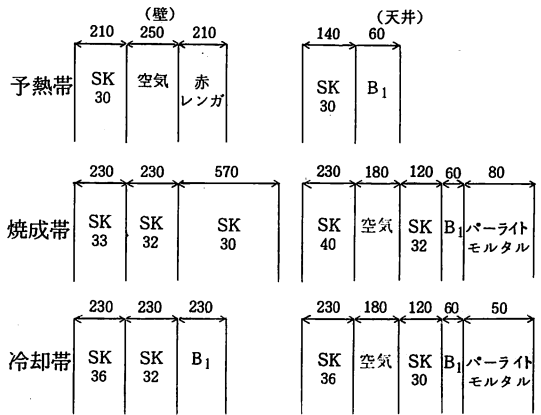 (壁)
(天井)
210 250 210
140 60
予熱帯
SK 30
空気
赤 レンガ
SK 30
B1
230 230 570
230 180 120 60 80
焼成帯
SK 33
SK 32
SK 30
SK 40
空気
SK 32
B1
パーライト モルタル
230 230 230
230 180 120 60 50
冷却帯
SK 36
SK 32
B1
SK 36
空気
SK 30
B1
パーライト モルタル